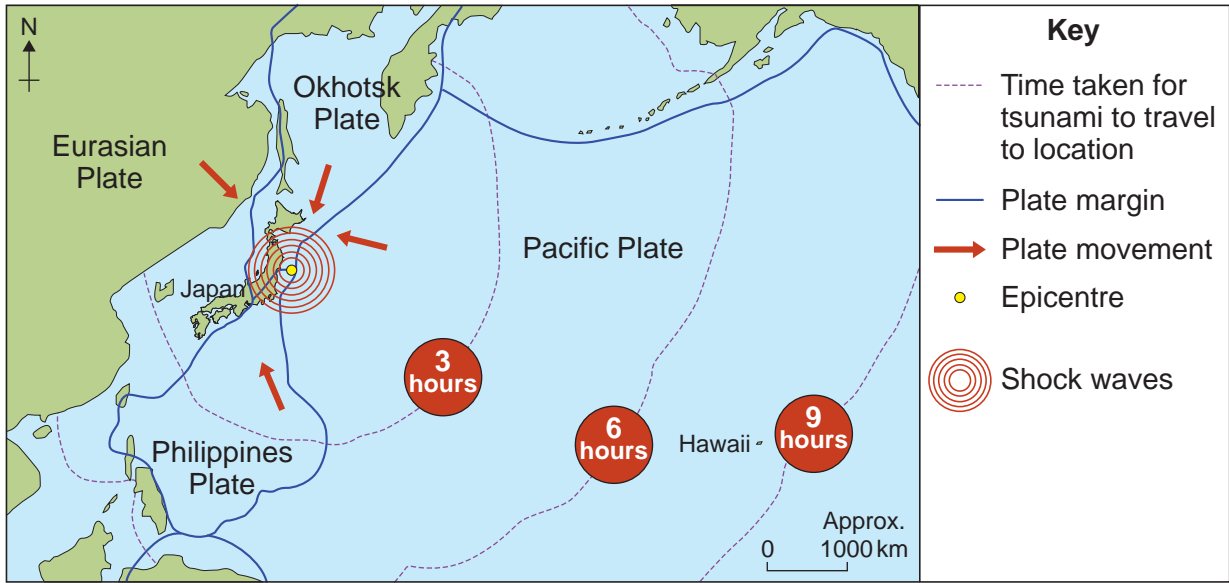 N
Okhotsk
Plate
Eurasian
Plate
Pacific Plate
Japan
3
hours
6
hours
Hawaii
9
hours
Philippines
Plate
Approx.
0 1000 km
Key
Time taken for
tsunami to travel
to location
Plate margin
Plate movement
Epicentre
Shock waves